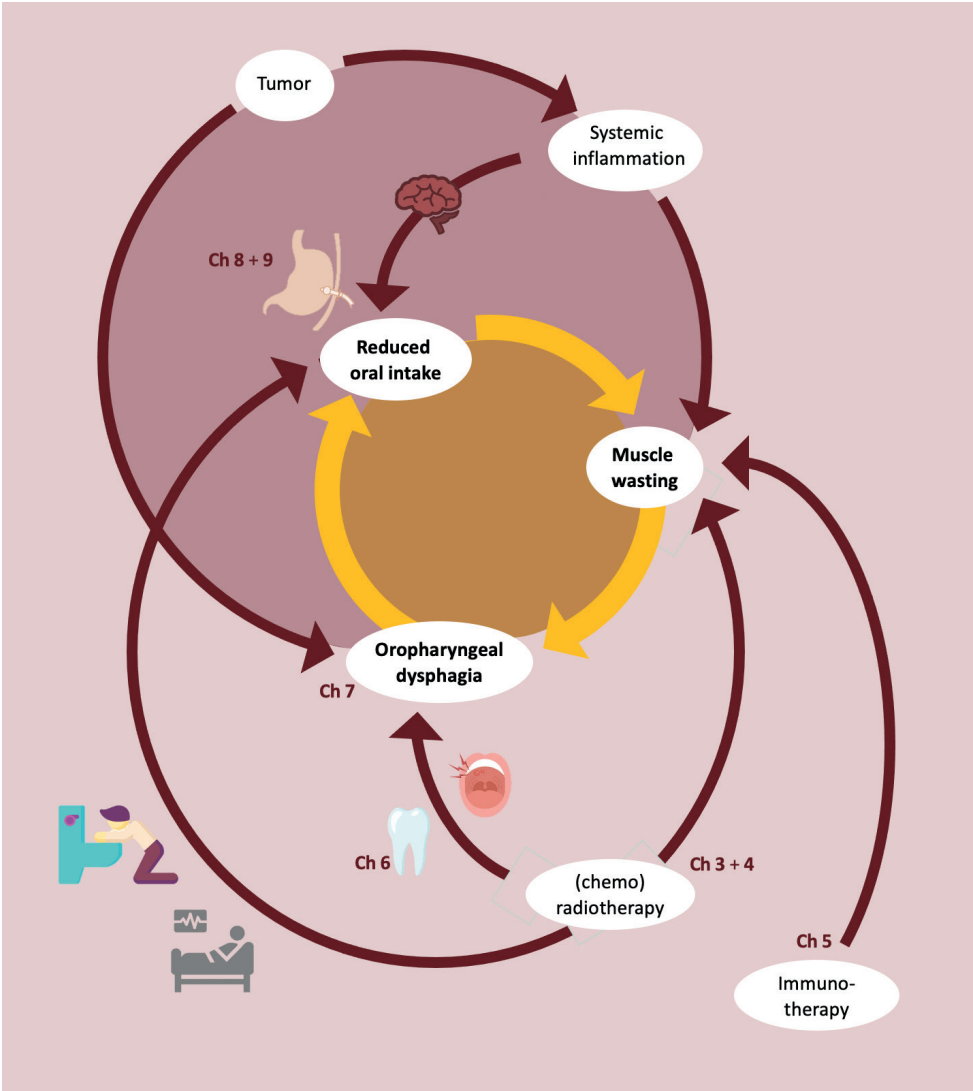 Tumor
Systemic
inflammation
Ch 8 + 9
Reduced
oral intake
Muscle
wasting
Oropharyngeal
dysphagia
Ch 7
Ch 6
(chemo)
radiotherapy
Ch 3 + 4
Ch 5
Immuno-
therapy